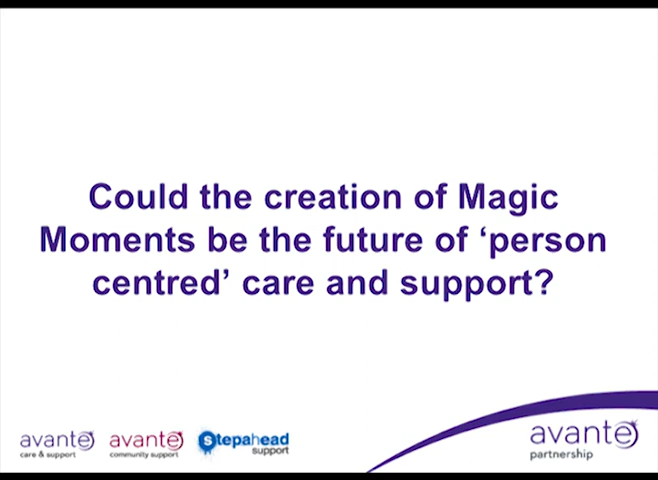 Could the creation of Magic
Moments be the future of ‘person
centred’ care and support?
avante
care & support
avante
community support
stepahead
support
avante
partnership